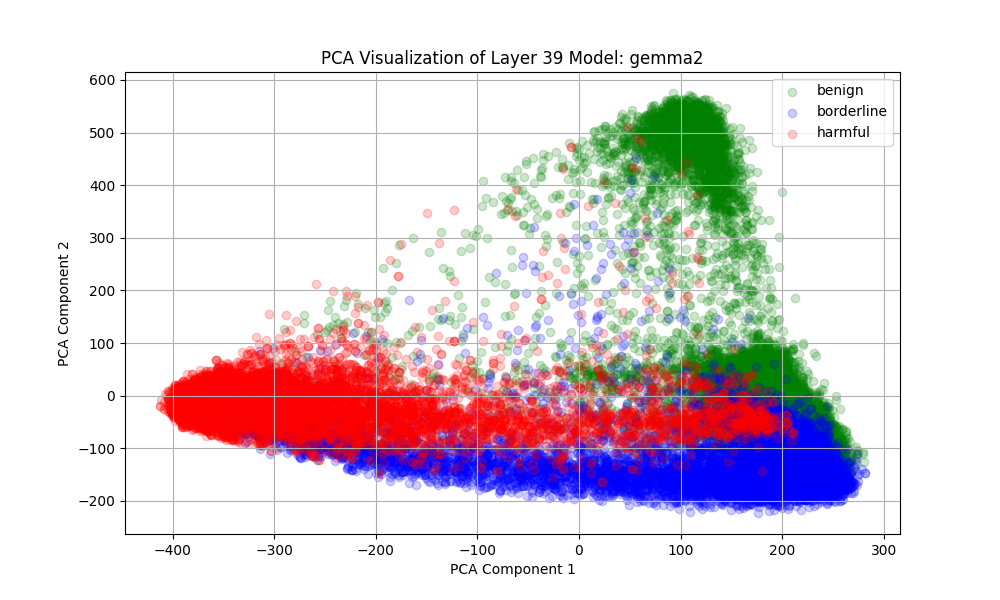 PCA Visualization of Layer 39 Model: gemma2
benign
borderline
harmful
600
500
400
300
200
100
0
−100
−200
PCA Component 2
−400 −300 −200 −100 0 100 200 300
PCA Component 1